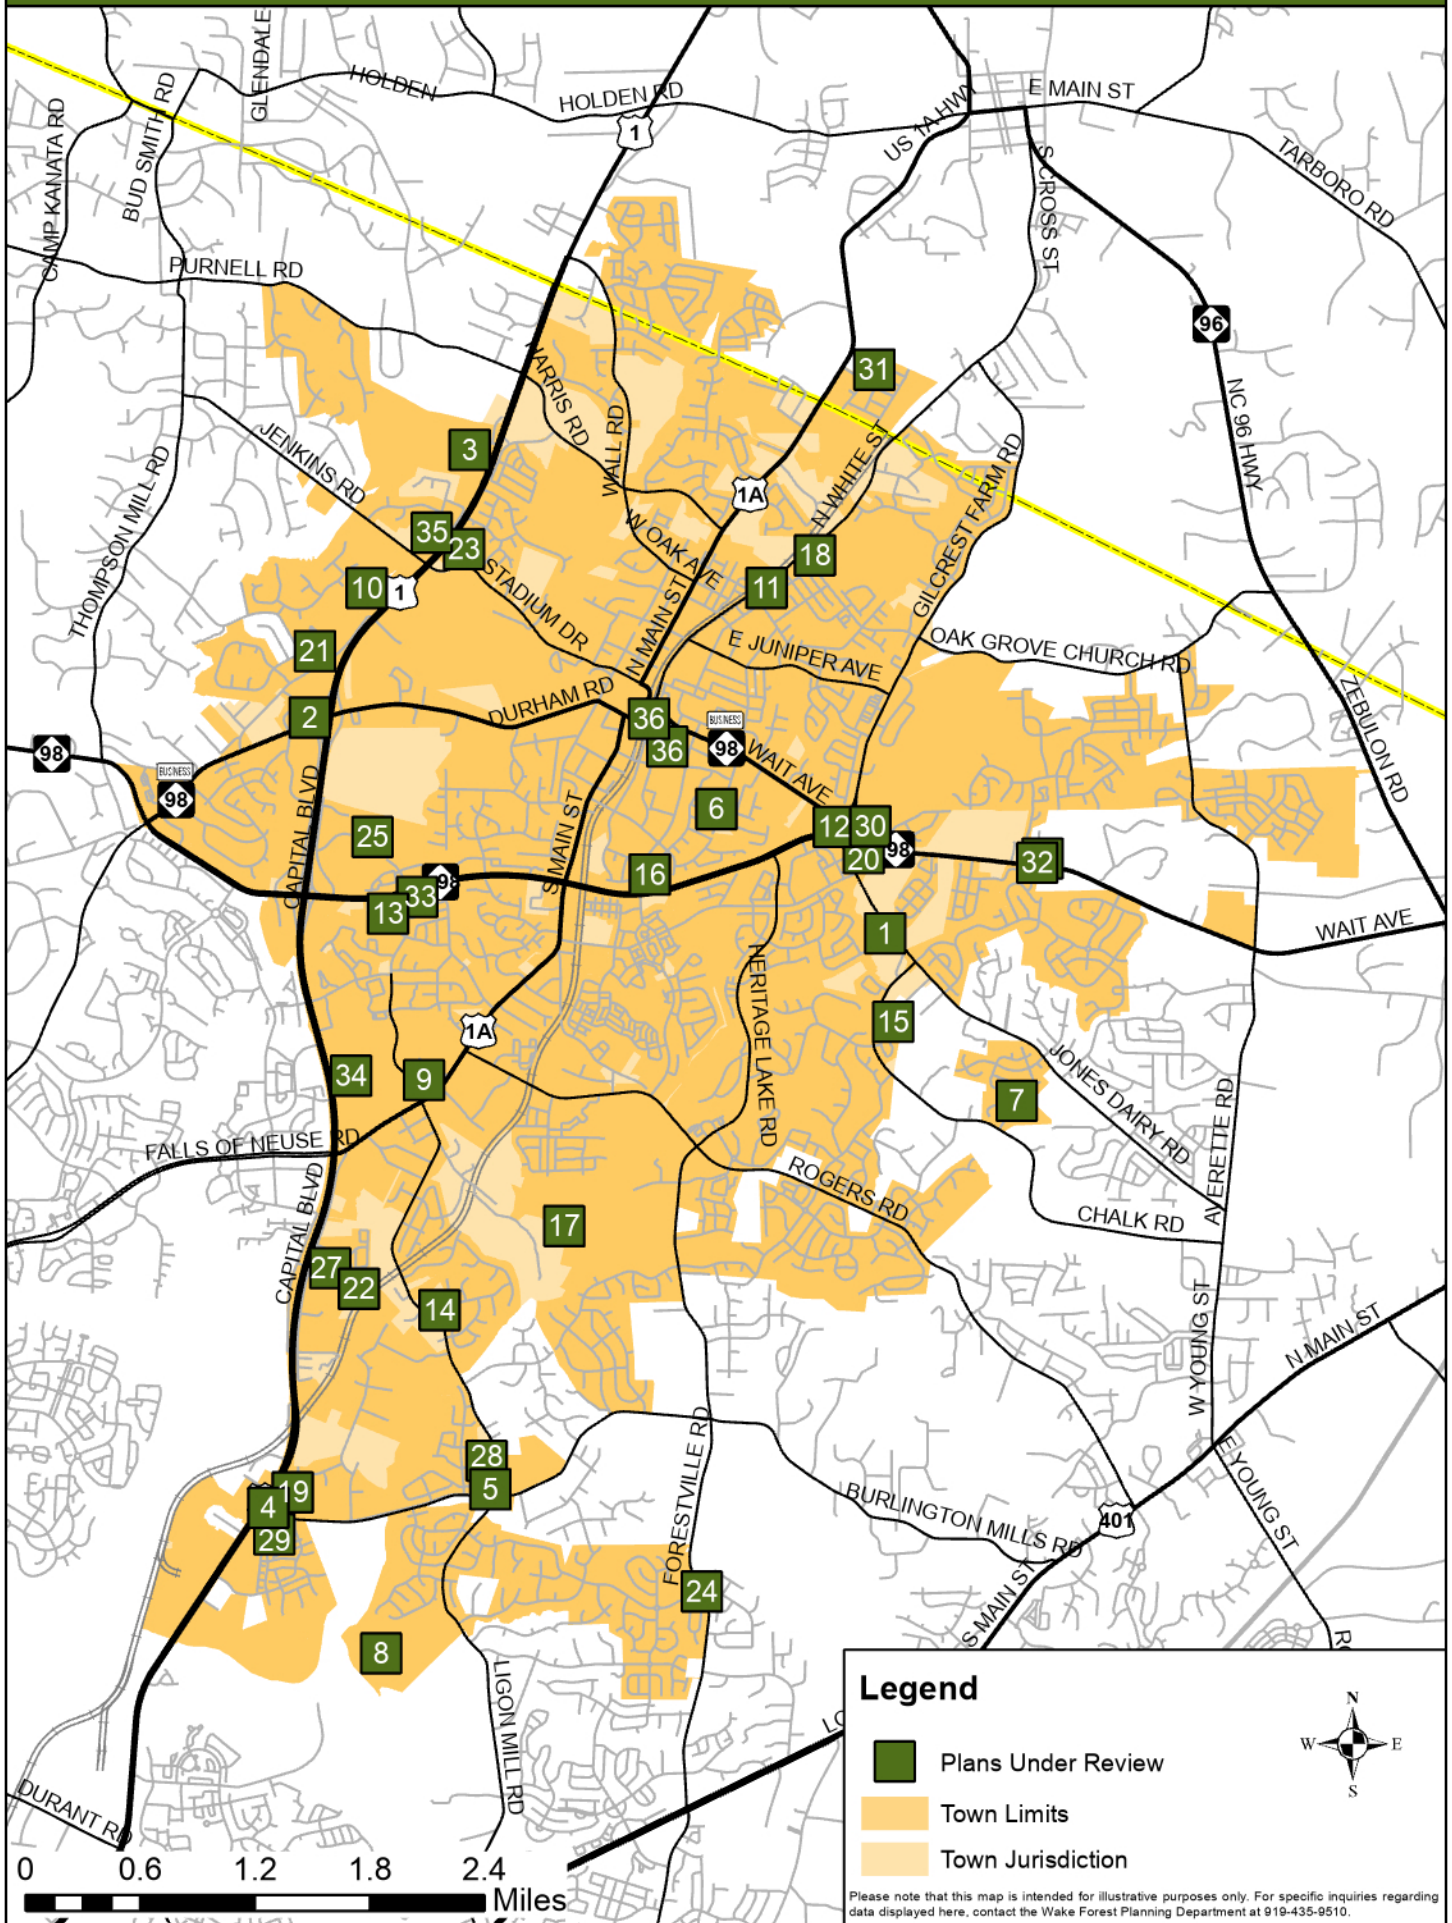 GLENDALE
HOLDEN
HOLDEN RD
E MAIN ST
1
US 1A HWY
BUD SMITH RD
CAMP KANATA RD
S CROSS ST
TARBORO RD
PURNELL RD
96
31
HARRIS RD
NC 96 HWY
WALL RD
JENKINS RD
3
N WHITE ST
1A
THOMPSON MILL RD
GILCREST FARM RD
35
23
W OAK AVE
18
STADIUM DR
10
1
11
N MAIN ST
E JUNIPER AVE
OAK GROVE CHURCH RD
21
DURHAM RD
2
36
BUSINESS
98
36
WAIT AVE
ZEBULON RD
98
BUSINESS
98
CAPITAL BLVD
6
25
S MAIN ST
12
30
20
98
32
16
98
33
13
1
WAIT AVE
HERITAGE LAKE RD
15
1A
34
9
JONES DAIRY RD
7
AVERETTE RD
FALLS OF NEUSE RD
ROGERS RD
CHALK RD
CAPITAL BLVD
17
27
22
14
W YOUNG ST
N MAIN ST
FORESTVILLE RD
28
5
19
4
29
BURLINGTON MILLS RD
401
E YOUNG ST
24
S MAIN ST
8
LIGON MILL RD
DURANT RD
Legend
N
W
E
S
Plans Under Review
Town Limits
Town Jurisdiction
0 0.6 1.2 1.8 2.4
Miles
Please note that this map is intended for illustrative purposes only. For specific inquiries regarding
data displayed here, contact the Wake Forest Planning Department at 919-435-9510.